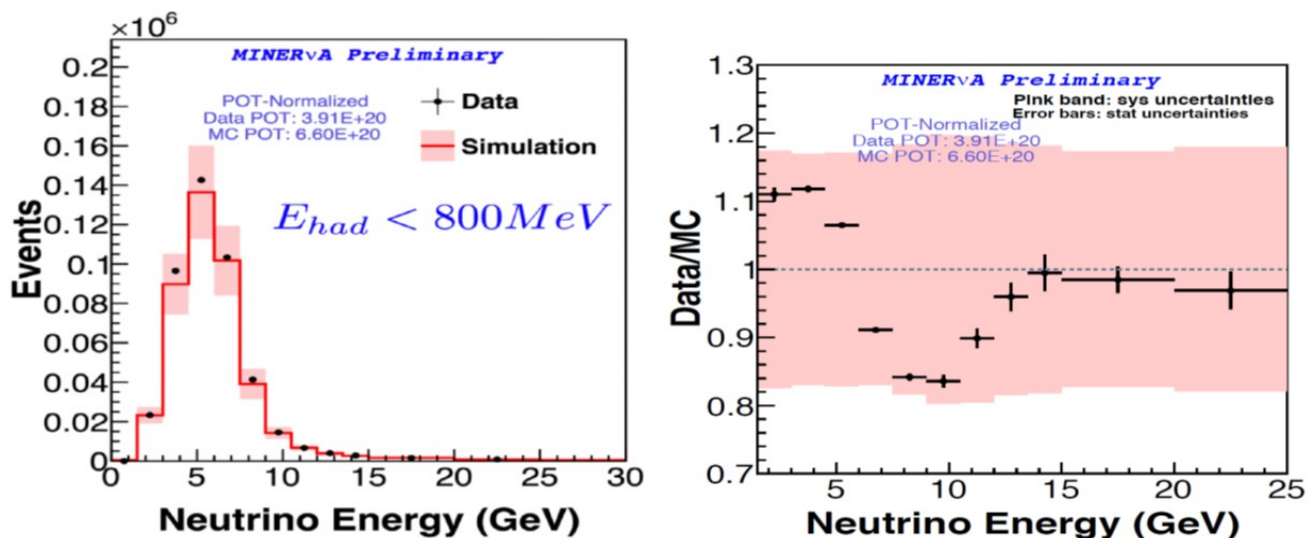 ×10⁶
MINERνA Preliminary
POT-Normalized
Data POT: 3.91E+20
MC POT: 6.60E+20
Data
Simulation
E_had < 800MeV
Events
0.2
0.18
0.16
0.14
0.12
0.1
0.08
0.06
0.04
0.02
0
0 5 10 15 20 25 30
Neutrino Energy (GeV)
MINERνA Preliminary
Pink band: sys uncertainties
Error bars: stat uncertainties
POT-Normalized
Data POT: 3.91E+20
MC POT: 6.60E+20
Data/MC
1.3
1.2
1.1
1
0.9
0.8
0.7
5 10 15 20 25
Neutrino Energy (GeV)